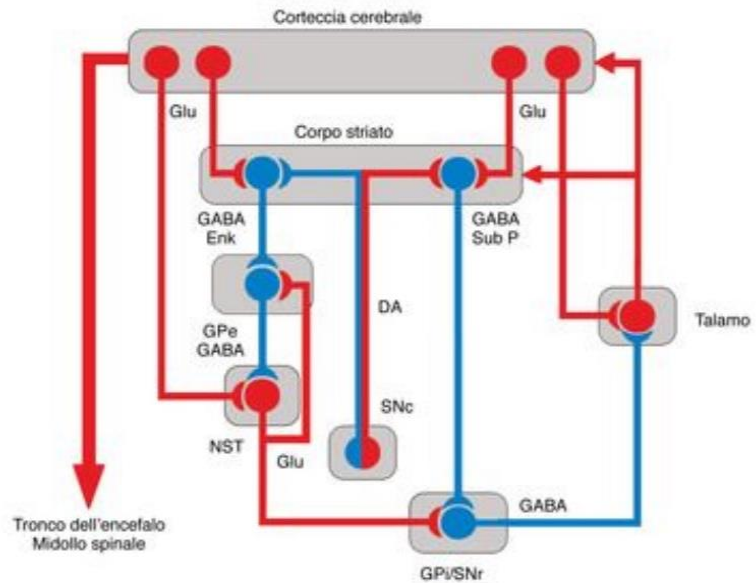 Corteccia cerebrale
Glu
Glu
Corpo striato
GABA
Enk
GABA
Sub P
DA
Talamo
GPe
GABA
SNc
NST
Glu
GABA
Tronco dell'encefalo
Midollo spinale
GPi/SNr